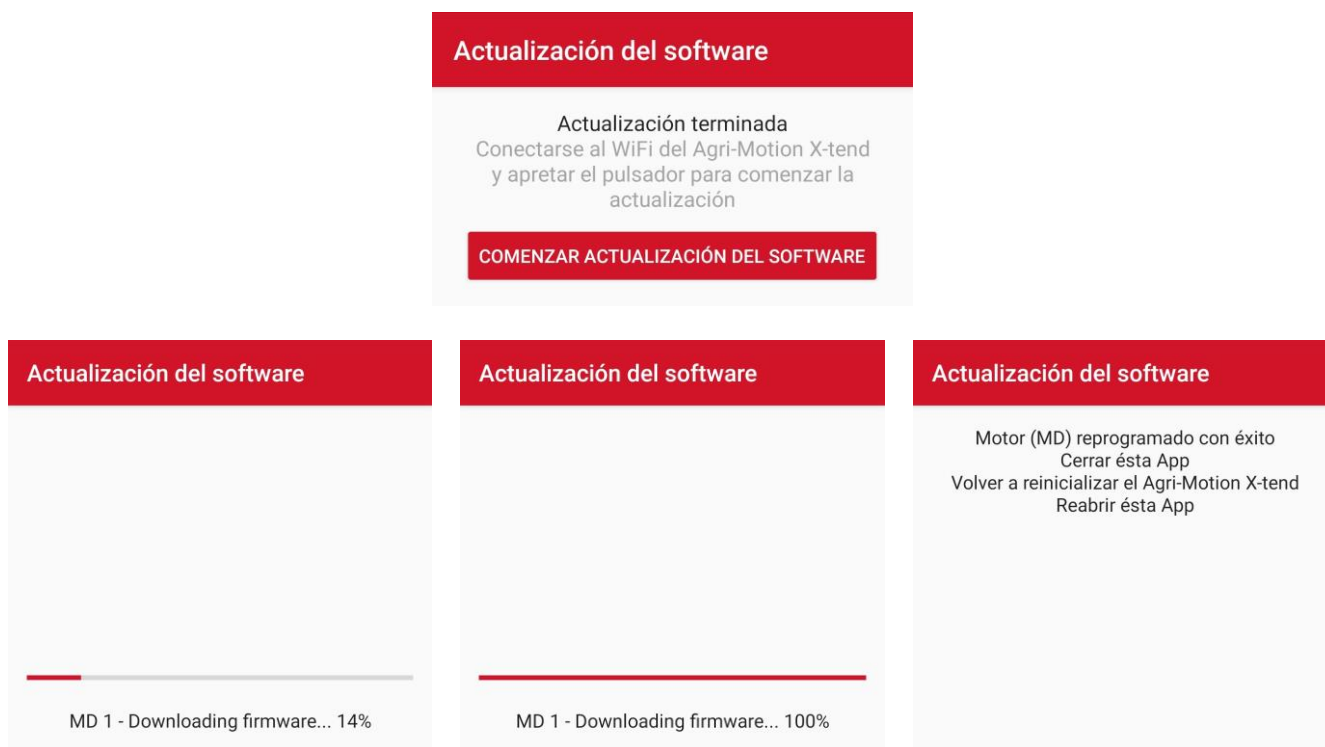 Actualización del software
Actualización terminada
Conectarse al WiFi del Agri-Motion X-tend
y apretar el pulsador para comenzar la
actualización
COMENZAR ACTUALIZACIÓN DEL SOFTWARE
Actualización del software
MD 1 - Downloading firmware... 14%
Actualización del software
MD 1 - Downloading firmware... 100%
Actualización del software
Motor (MD) reprogramado con éxito
Cerrar ésta App
Volver a reinicializar el Agri-Motion X-tend
Reabrir ésta App